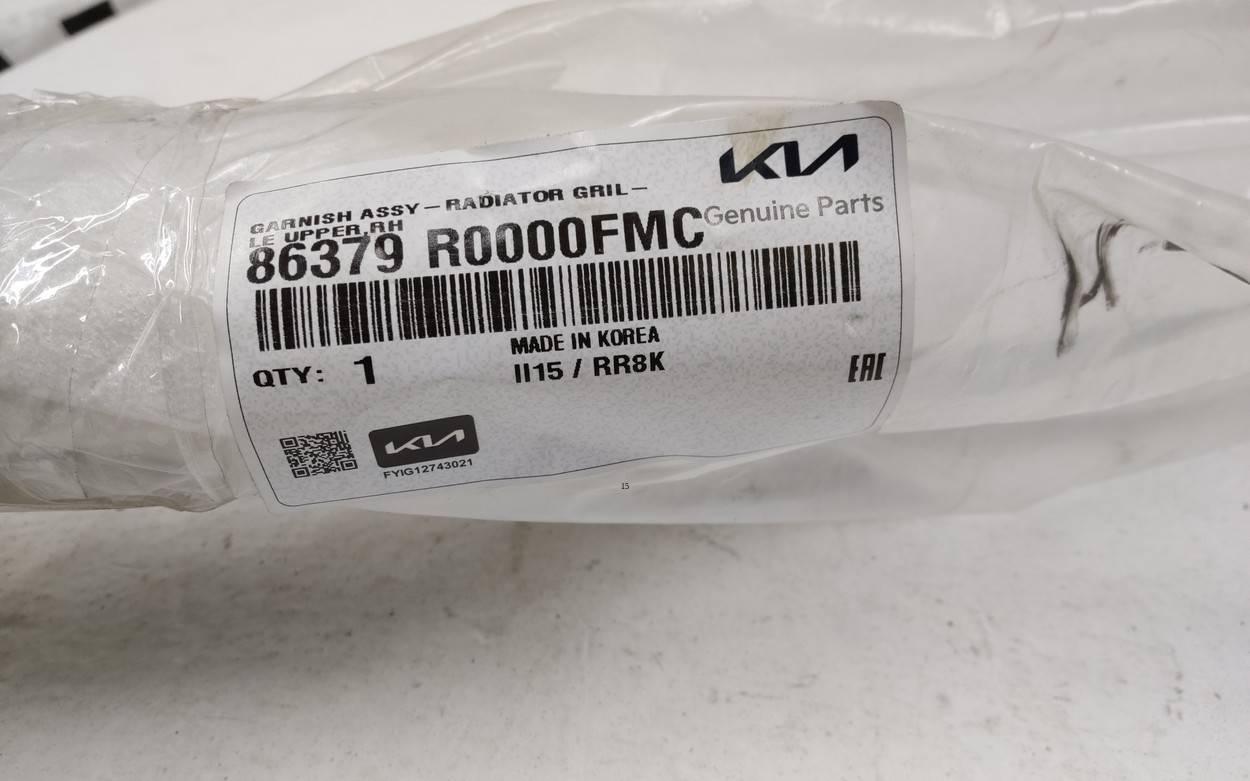 KIA
Genuine Parts
GARNISH ASSY-RADIATOR GRIL-
LE UPPER,RH
86379 R0000FMC
MADE IN KOREA
QTY: 1
II15 / RR8K
EAC
KIA
FYIG12743021
15